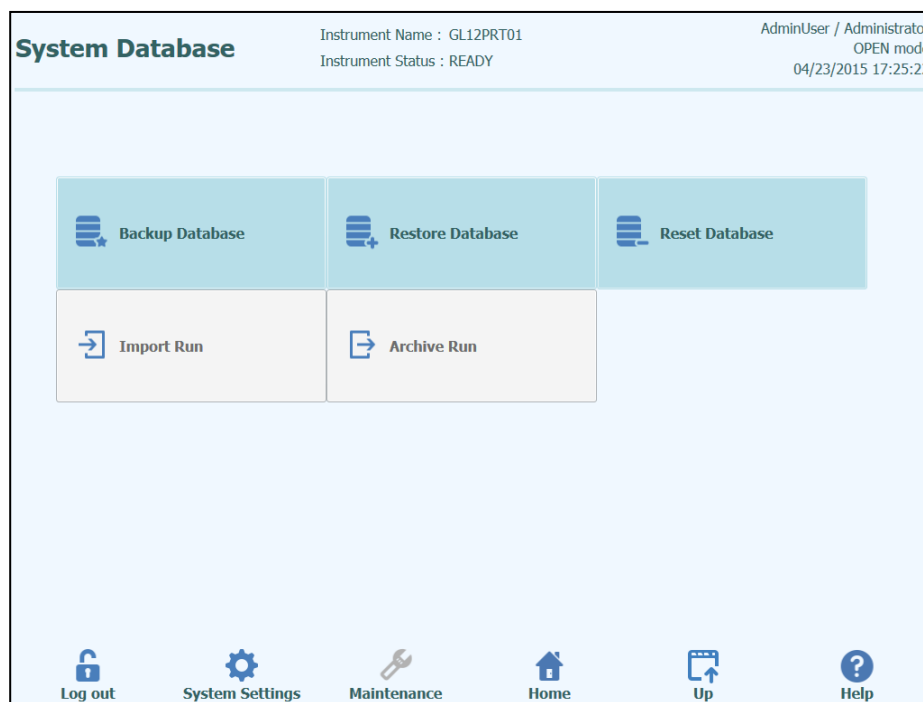 System Database
Instrument Name : GL12PRT01
Instrument Status : READY
AdminUser / Administrato
OPEN mode
04/23/2015 17:25:2
Backup Database
Restore Database
Reset Database
Import Run
Archive Run
Log out
System Settings
Maintenance
Home
Up
Help